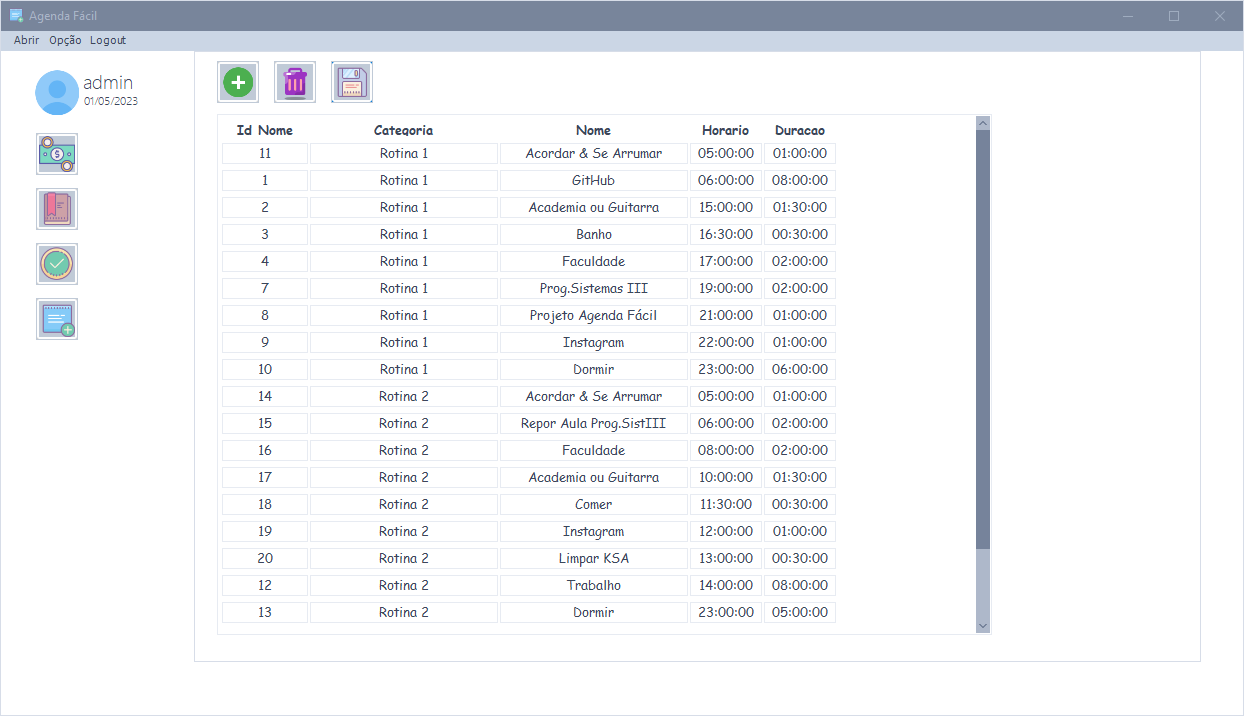 Agenda Fácil
Abrir Opção Logout
admin
01/05/2023
Id Nome Categoria Nome Horario Duracao
11 Rotina 1 Acordar & Se Arrumar 05:00:00 01:00:00
1 Rotina 1 GitHub 06:00:00 08:00:00
2 Rotina 1 Academia ou Guitarra 15:00:00 01:30:00
3 Rotina 1 Banho 16:30:00 00:30:00
4 Rotina 1 Faculdade 17:00:00 02:00:00
7 Rotina 1 Prog.Sistemas III 19:00:00 02:00:00
8 Rotina 1 Projeto Agenda Fácil 21:00:00 01:00:00
9 Rotina 1 Instagram 22:00:00 01:00:00
10 Rotina 1 Dormir 23:00:00 06:00:00
14 Rotina 2 Acordar & Se Arrumar 05:00:00 01:00:00
15 Rotina 2 Repor Aula Prog.SistIII 06:00:00 02:00:00
16 Rotina 2 Faculdade 08:00:00 02:00:00
17 Rotina 2 Academia ou Guitarra 10:00:00 01:30:00
18 Rotina 2 Comer 11:30:00 00:30:00
19 Rotina 2 Instagram 12:00:00 01:00:00
20 Rotina 2 Limpar KSA 13:00:00 00:30:00
12 Rotina 2 Trabalho 14:00:00 08:00:00
13 Rotina 2 Dormir 23:00:00 05:00:00